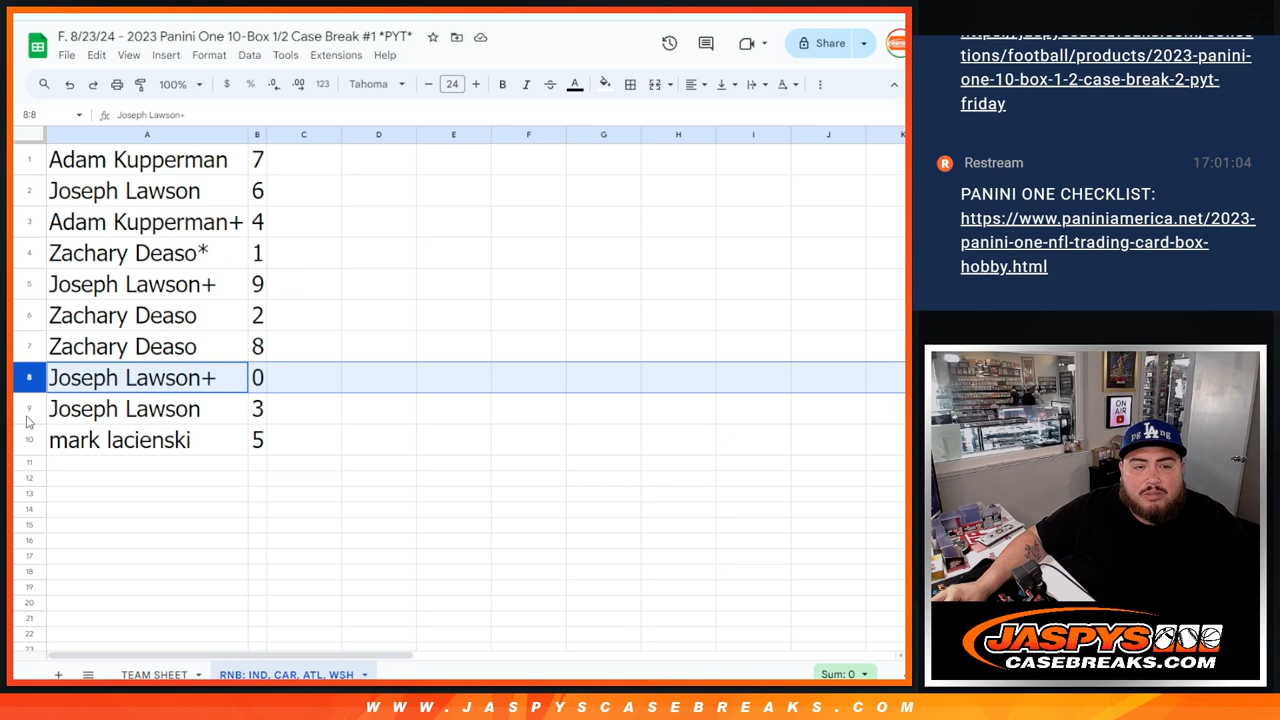 F. 8/23/24 - 2023 Panini One 10-Box 1/2 Case Break #1 *PYT*
File Edit View Insert Format Data Tools Extensions Help
Share
100% $ % .0 .00 123 Tahoma 24 B I A
8:8 fx Joseph Lawson+
A B C D E F G H I J K
1 Adam Kupperman 7
2 Joseph Lawson 6
3 Adam Kupperman+ 4
4 Zachary Deaso* 1
5 Joseph Lawson+ 9
6 Zachary Deaso 2
7 Zachary Deaso 8
8 Joseph Lawson+ 0
9 Joseph Lawson 3
10 mark lacienski 5
11
12
13
14
15
16
17
18
19
20
21
22
23
TEAM SHEET RNB: IND, CAR, ATL, WSH Sum: 0
tions/football/products/2023-panini-
one-10-box-1-2-case-break-2-pyt-
friday
Restream 17:01:04
PANINI ONE CHECKLIST:
https://www.paniniamerica.net/2023-
panini-one-nfl-trading-card-box-
hobby.html
ON
AIR
LA
JASPYS
CASEBREAKS.COM
WWW.JASPYSCASEBREAKS.COM